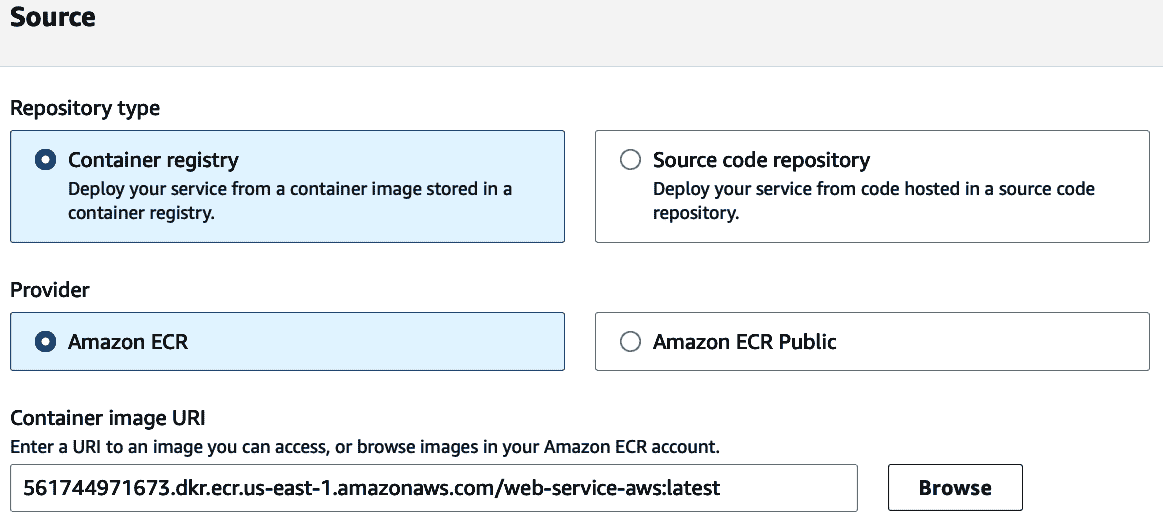 Source
Repository type
Container registry
Deploy your service from a container image stored in a
container registry.
Source code repository
Deploy your service from code hosted in a source code
repository.
Provider
Amazon ECR
Amazon ECR Public
Container image URI
Enter a URI to an image you can access, or browse images in your Amazon ECR account.
561744971673.dkr.ecr.us-east-1.amazonaws.com/web-service-aws:latest
Browse